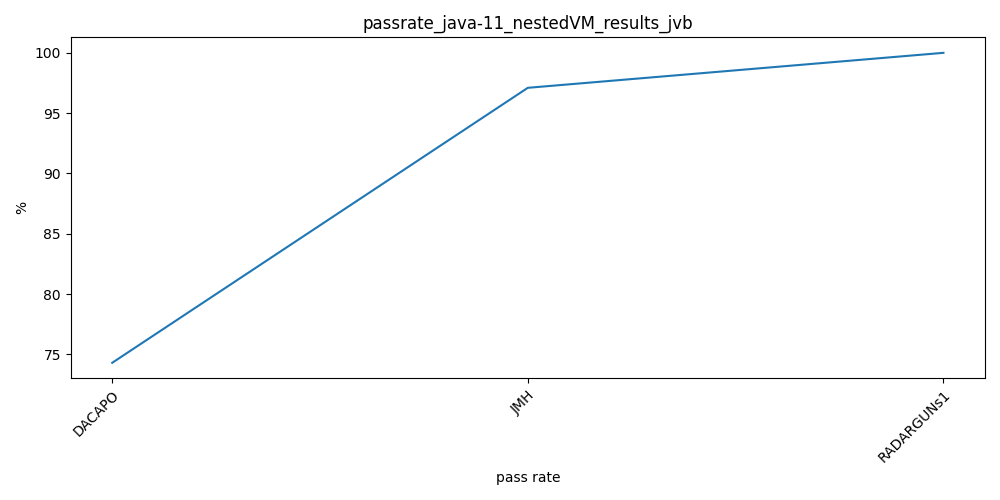 passrate_java-11_nestedVM_results_jvb
100
95
90
85
80
75
%
DACAPO
JMH
RADARGUNs1
pass rate